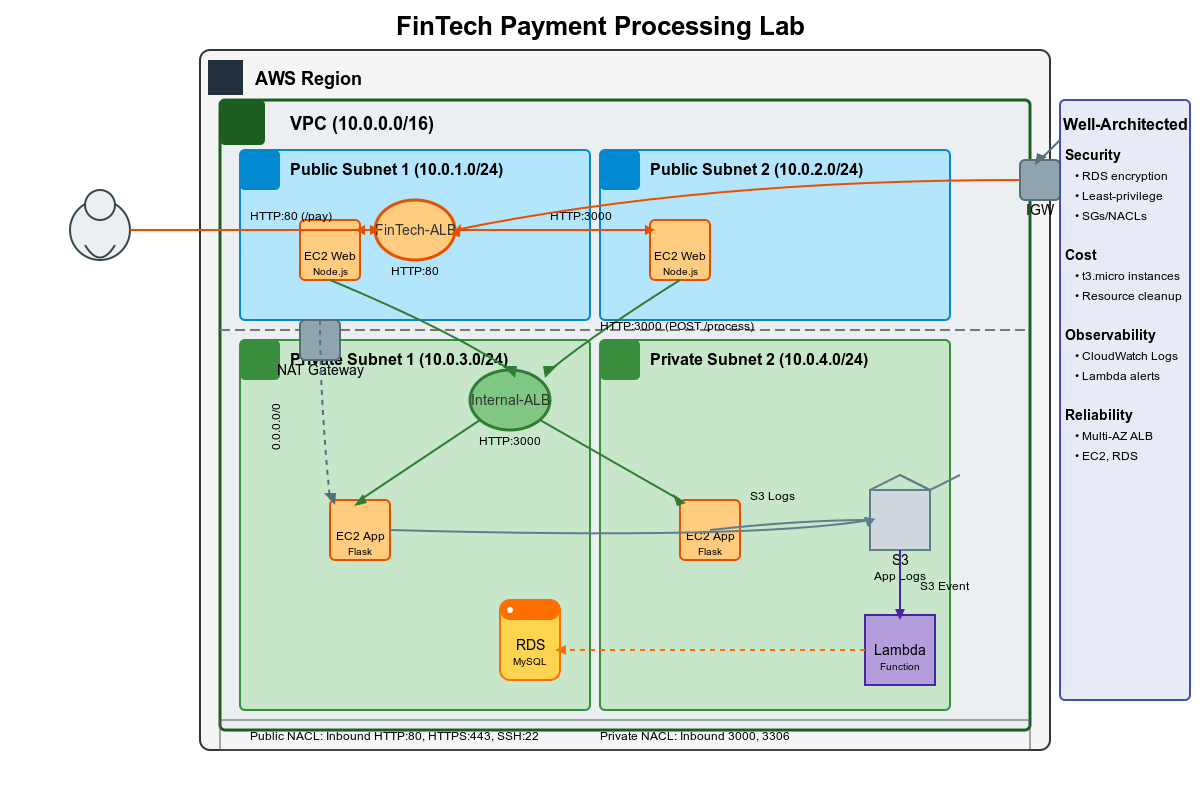 FinTech Payment Processing Lab
AWS Region
VPC (10.0.0.0/16)
Well-Architected
Public Subnet 1 (10.0.1.0/24)
Public Subnet 2 (10.0.2.0/24)
IGW
HTTP:80 (/pay)
FinTech-ALB
HTTP:80
HTTP:3000
EC2 Web
Node.js
EC2 Web
Node.js
HTTP:3000 (POST /process)
NAT Gateway
Private Subnet 1 (10.0.3.0/24)
Private Subnet 2 (10.0.4.0/24)
0.0.0.0/0
Internal-ALB
HTTP:3000
EC2 App
Flask
EC2 App
Flask
S3 Logs
S3
App Logs
S3 Event
RDS
MySQL
Lambda
Function
Public NACL: Inbound HTTP:80, HTTPS:443, SSH:22
Private NACL: Inbound 3000, 3306
Security
• RDS encryption
• Least-privilege
• SGs/NACLs
Cost
• t3.micro instances
• Resource cleanup
Observability
• CloudWatch Logs
• Lambda alerts
Reliability
• Multi-AZ ALB
• EC2, RDS